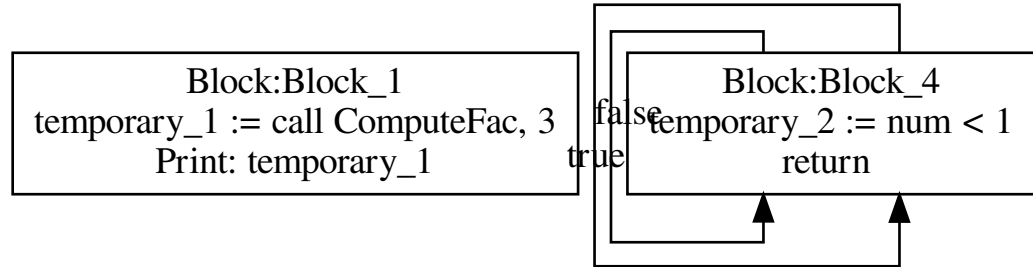 Block:Block_1
temporary_1 := call ComputeFac, 3
Print: temporary_1
false
true
Block:Block_4
temporary_2 := num < 1
return